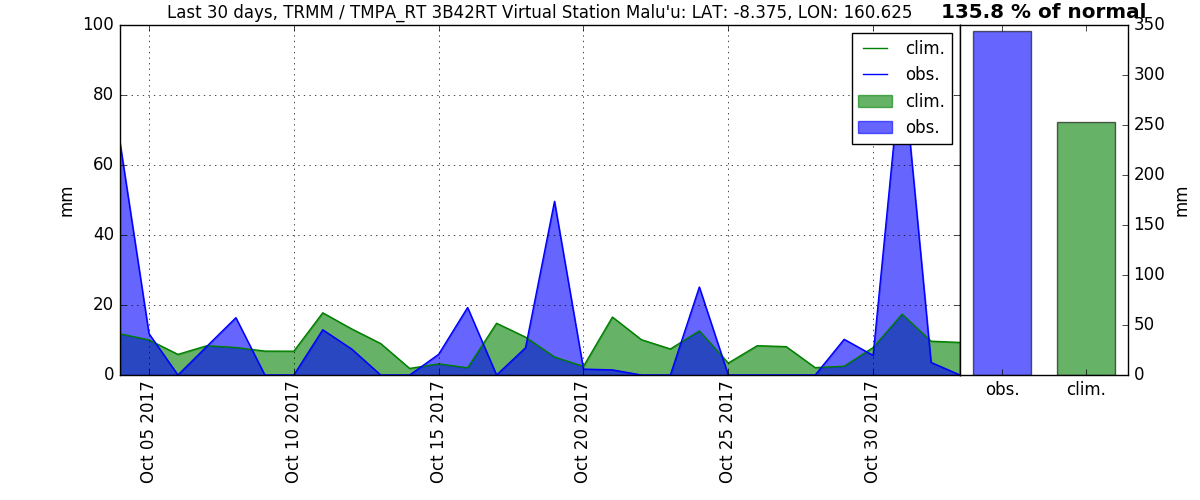 Last 30 days, TRMM / TMPA_RT 3B42RT Virtual Station Malu'u: LAT: -8.375, LON: 160.625
135.8 % of normal
100
80
60
40
20
0
mm
clim.
obs.
clim.
obs.
350
300
250
200
150
100
50
0
mm
Oct 05 2017
Oct 10 2017
Oct 15 2017
Oct 20 2017
Oct 25 2017
Oct 30 2017
obs.
clim.